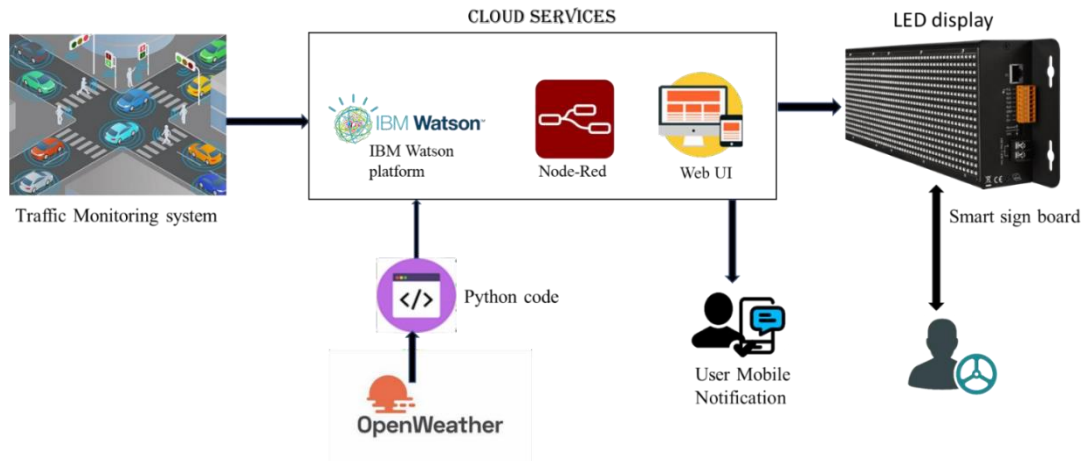 CLOUD SERVICES
LED display
IBM Watson™
IBM Watson
platform
Node-Red
Web UI
Traffic Monitoring system
Smart sign board
</>
Python code
OpenWeather
User Mobile
Notification